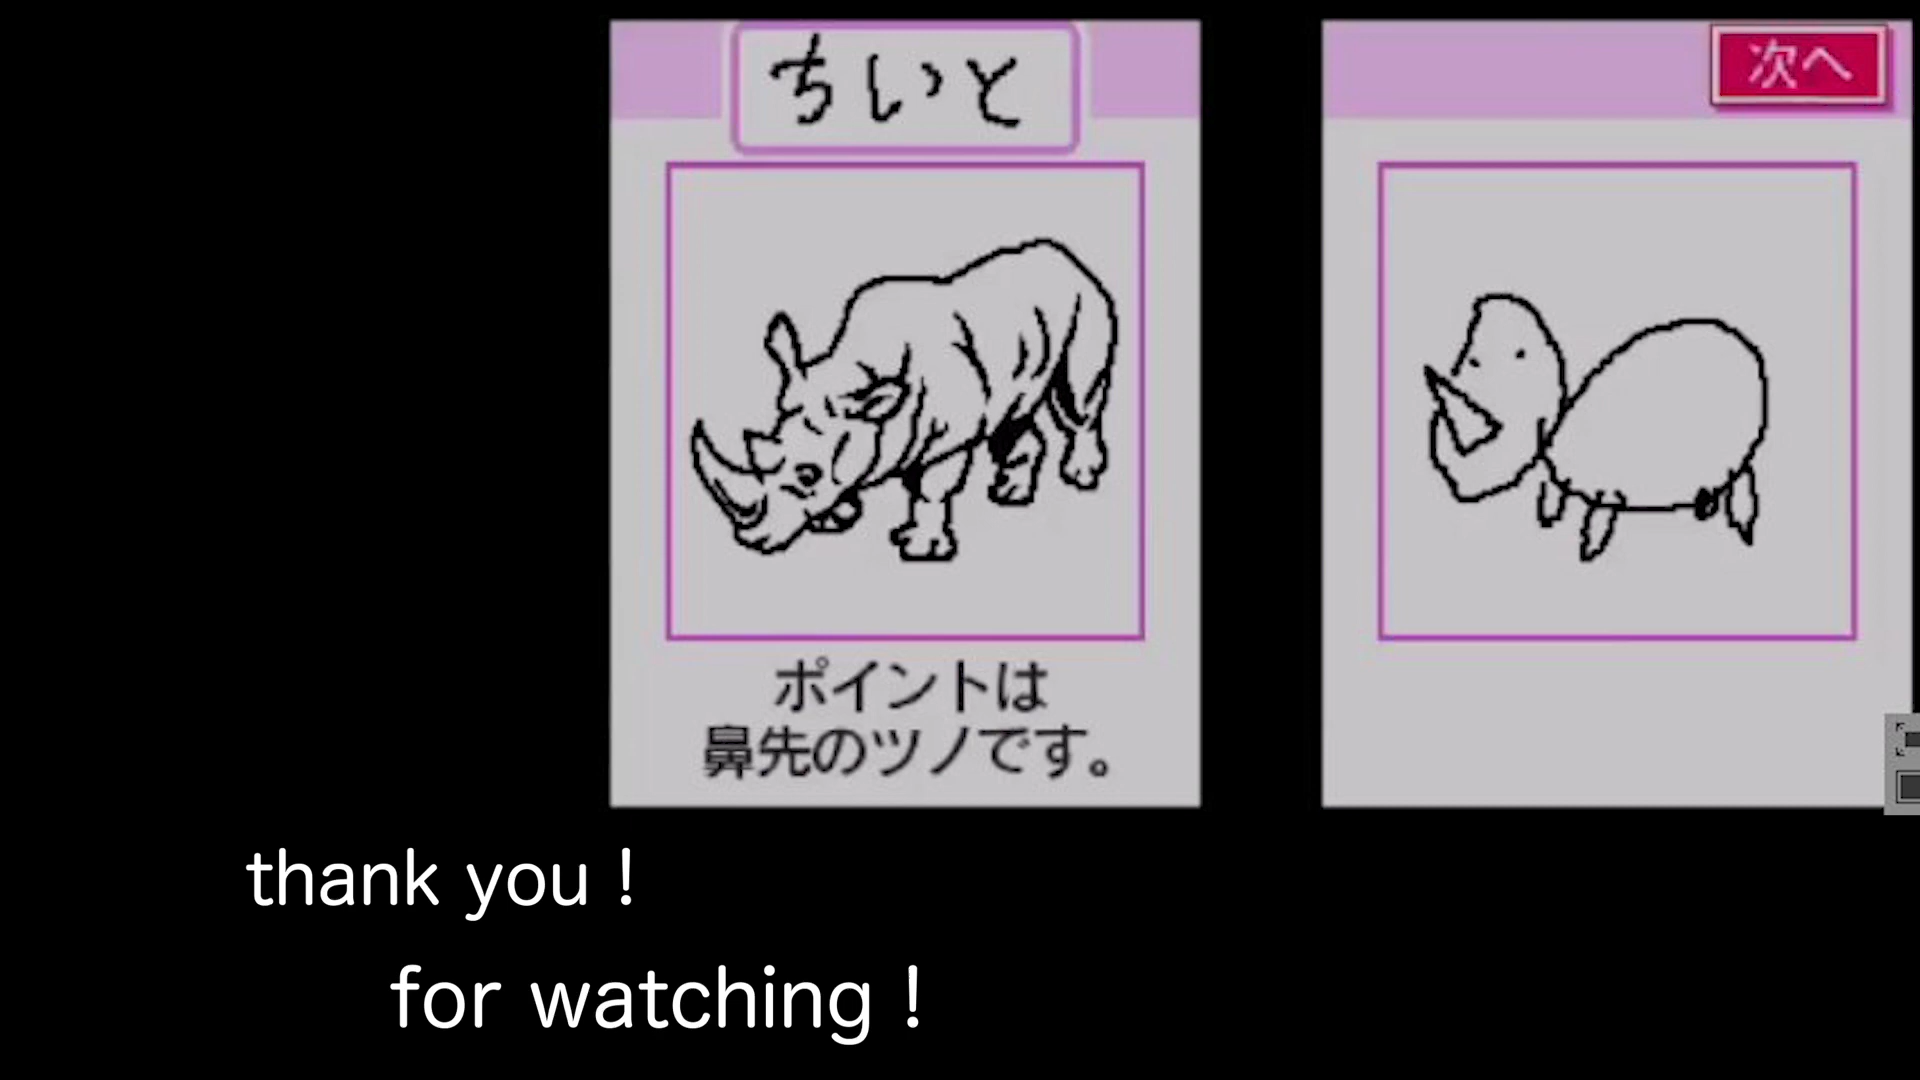 ちいと
次へ
ポイントは
鼻先のツノです。
thank you !
for watching !